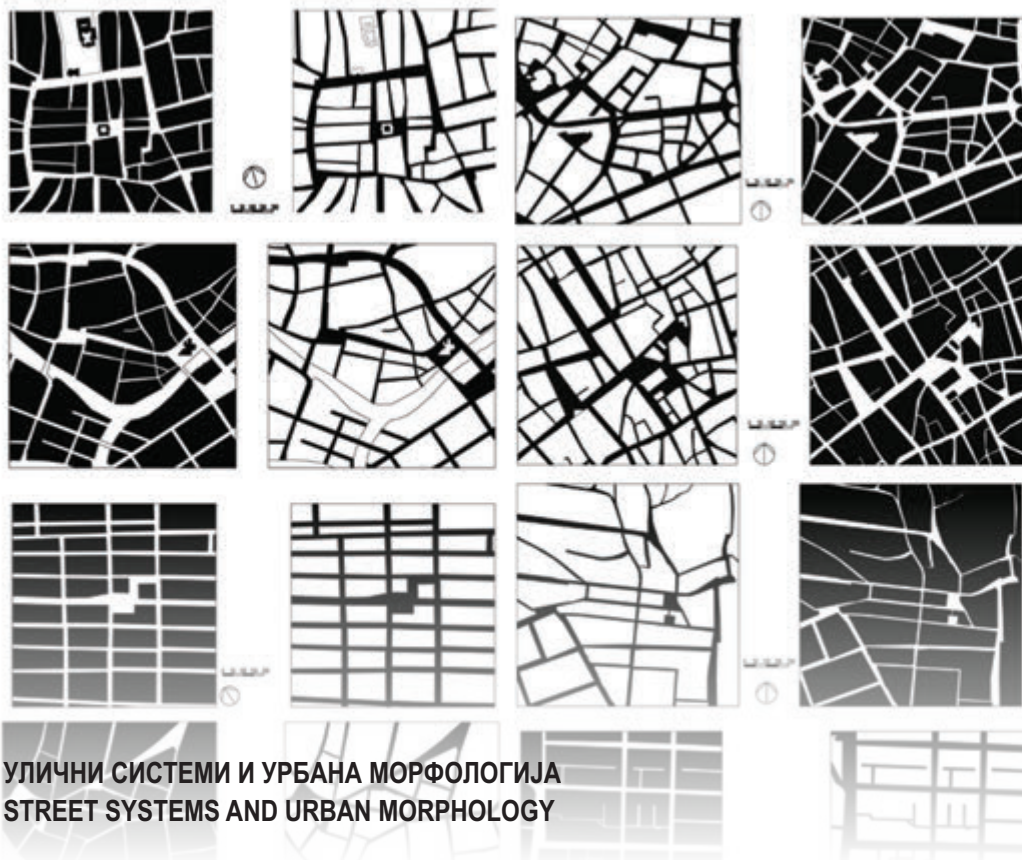 УЛИЧНИ СИСТЕМИ И УРБАНА МОРФОЛОГИЈА
STREET SYSTEMS AND URBAN MORPHOLOGY